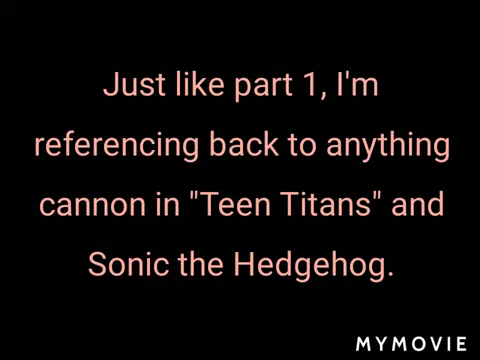 Just like part 1, I'm
referencing back to anything
cannon in "Teen Titans" and
Sonic the Hedgehog.
MYMOVIE